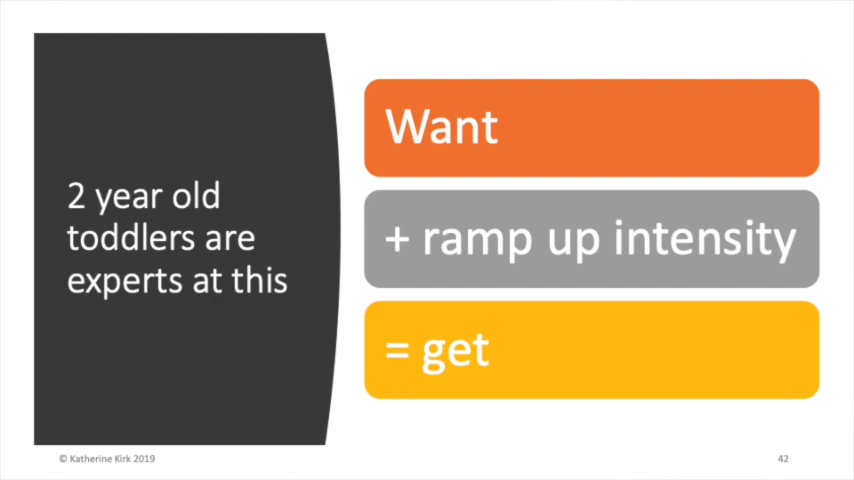 2 year old
toddlers are
experts at this
Want
+ ramp up intensity
= get
© Katherine Kirk 2019
42